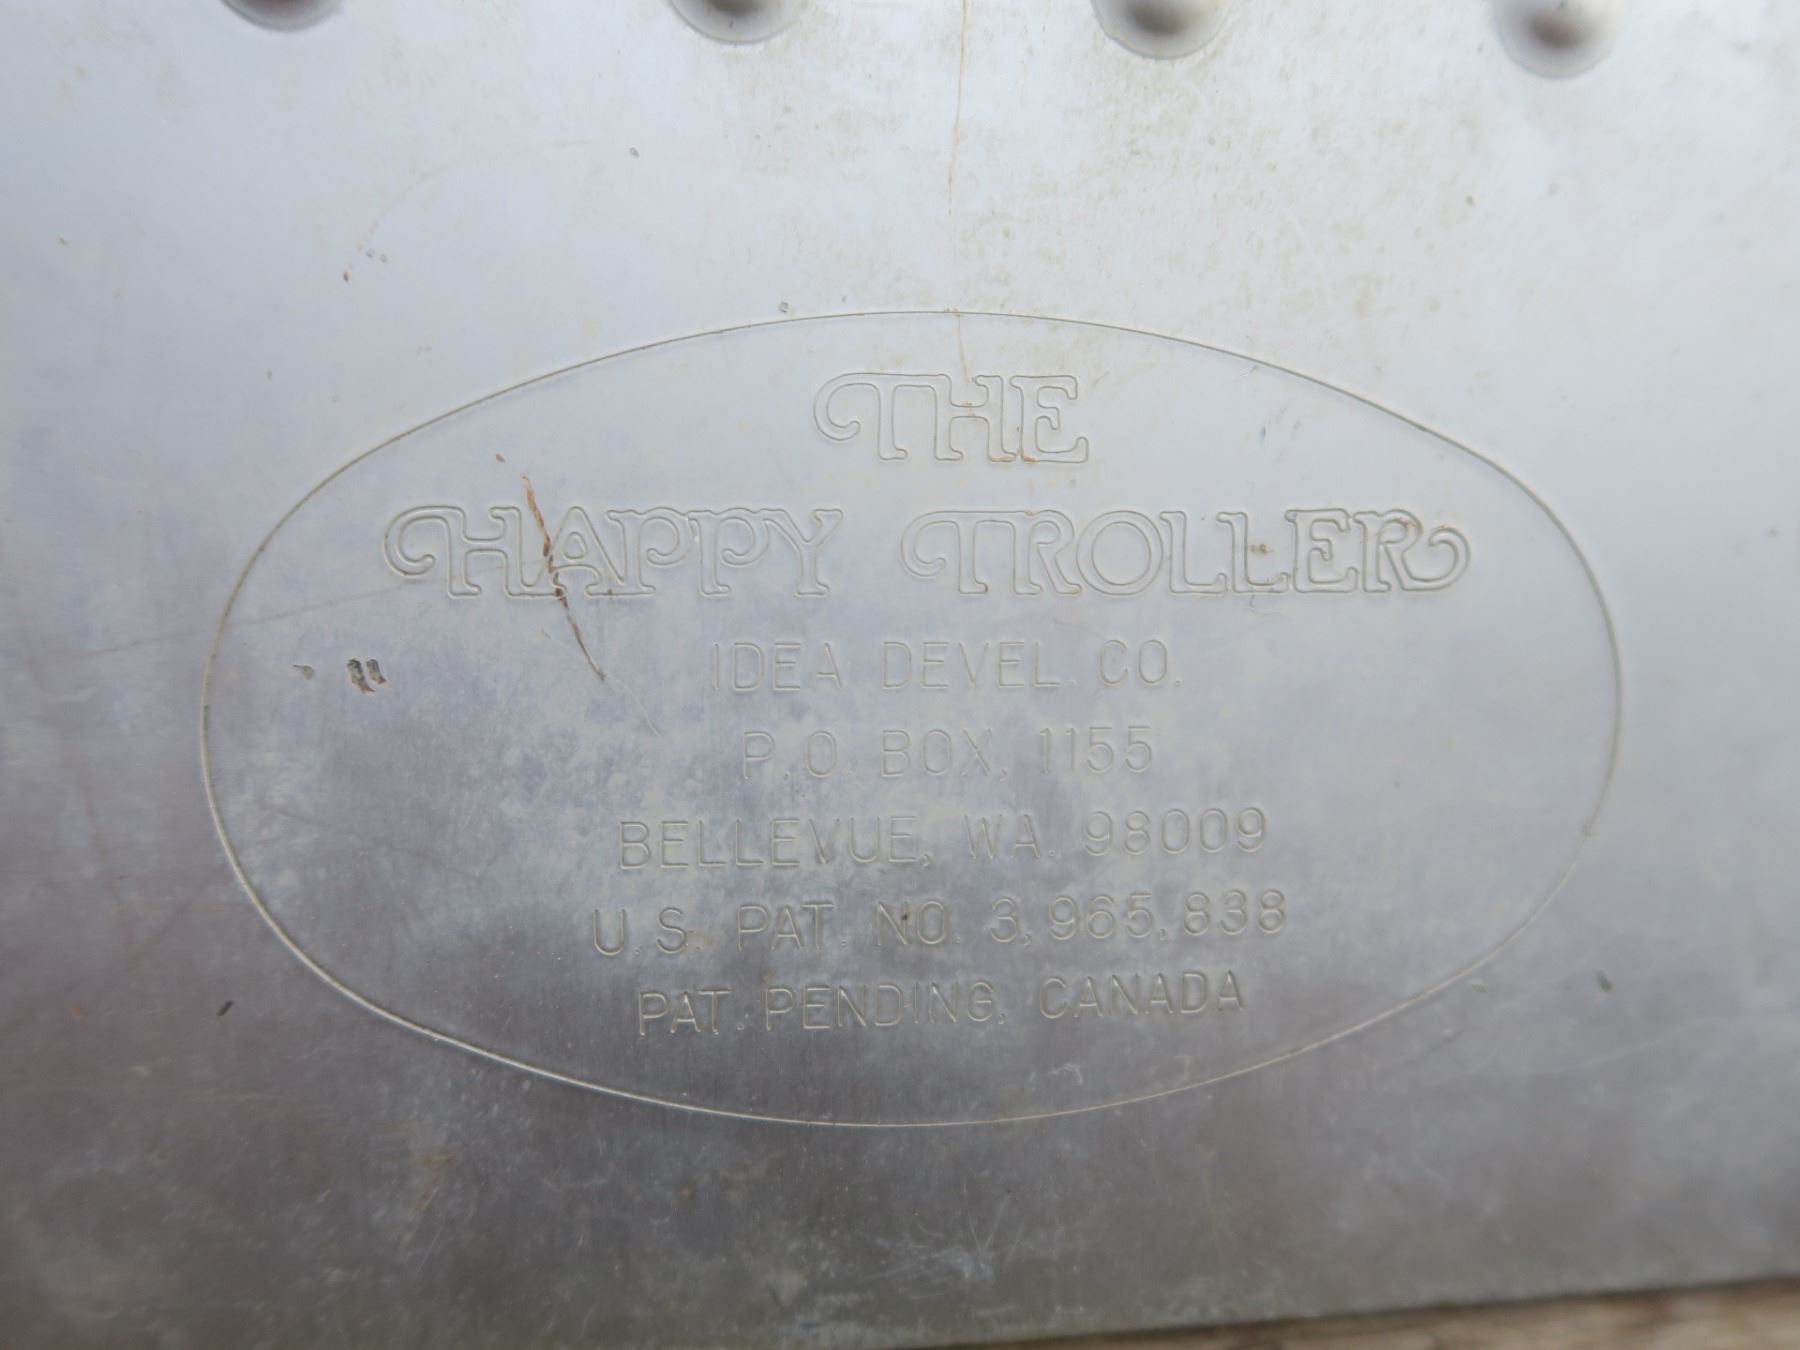 THE
HAPPY TROLLER
IDEA DEVEL. CO.
P.O. BOX, 1155
BELLEVUE, WA. 98009
U.S. PAT. NO. 3,965,838
PAT. PENDING, CANADA